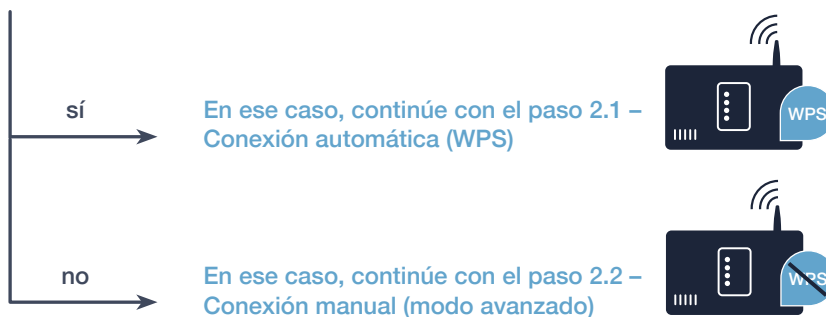 sí
En ese caso, continúe con el paso 2.1 –
Conexión automática (WPS)
WPS
no
En ese caso, continúe con el paso 2.2 –
Conexión manual (modo avanzado)
WPS